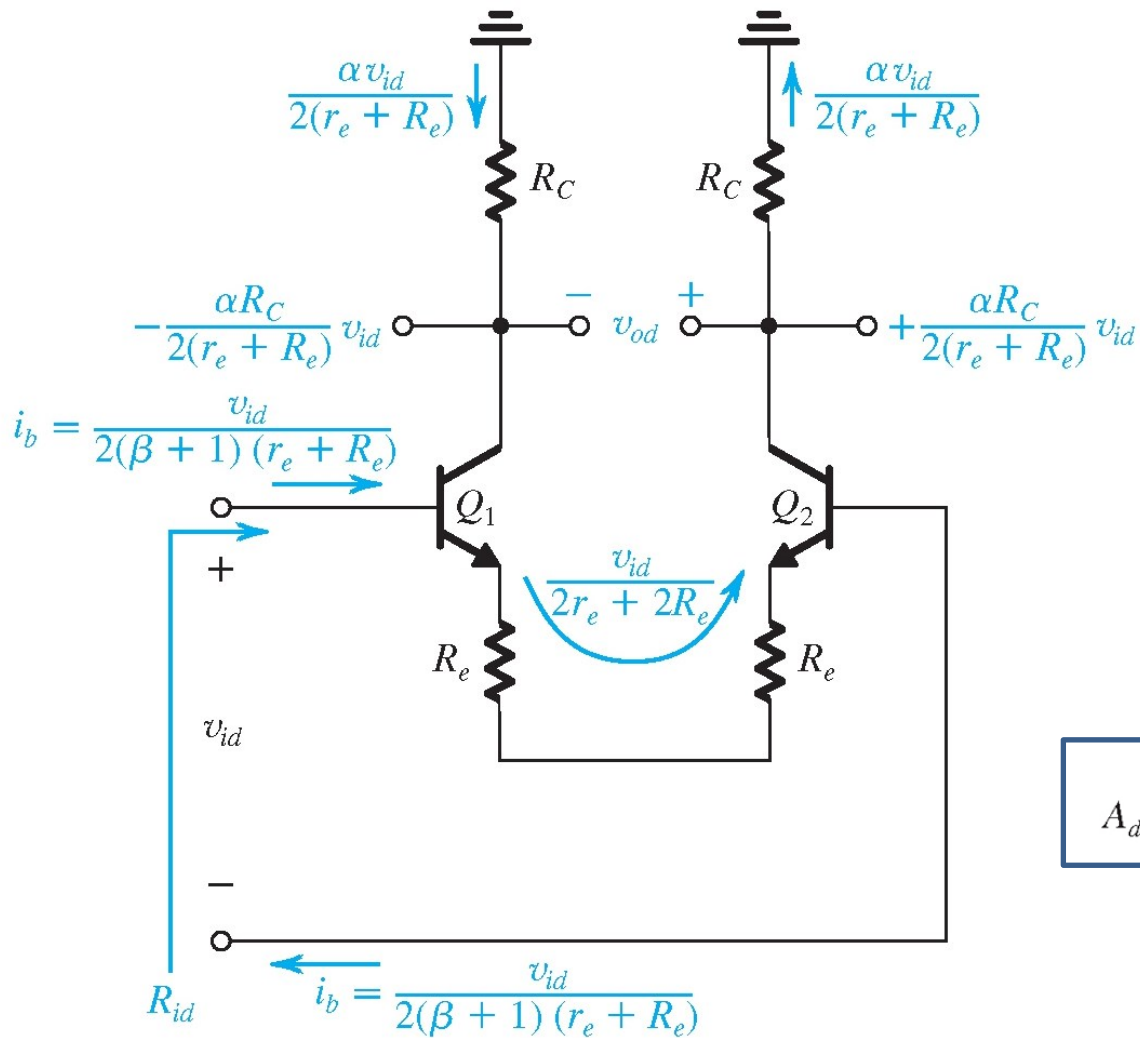 αv_id / 2(r_e + R_e)    αv_id / 2(r_e + R_e)
R_C    R_C
− αR_C / 2(r_e + R_e) v_id    − v_od +    + αR_C / 2(r_e + R_e) v_id
i_b = v_id / 2(β + 1) (r_e + R_e)
Q_1    Q_2
+
v_id / 2r_e + 2R_e
R_e    R_e
v_id
A_d
−
R_id    i_b = v_id / 2(β + 1) (r_e + R_e)